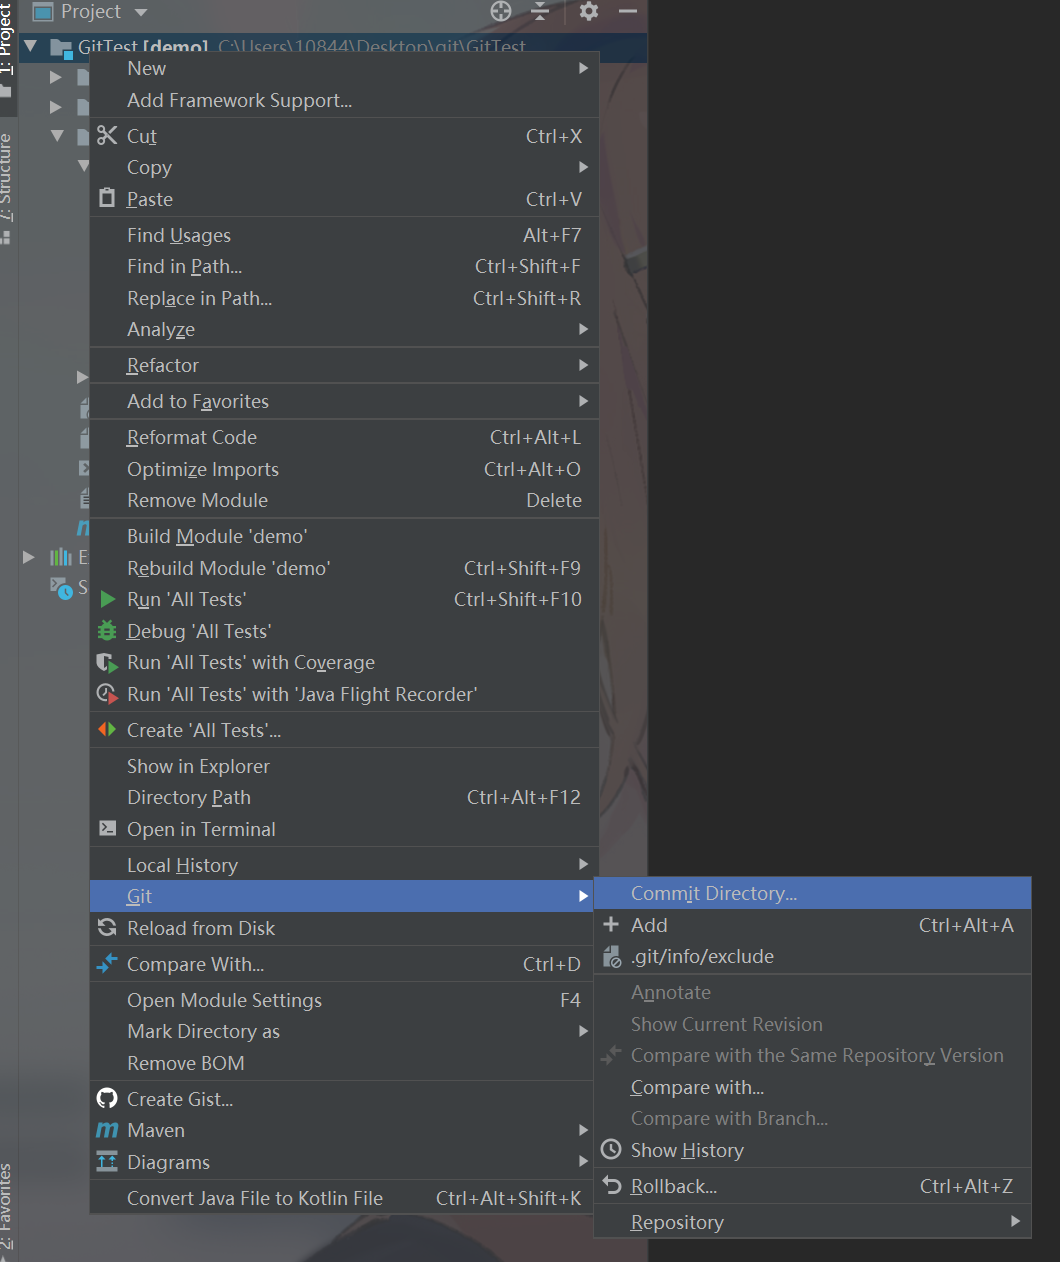 Project
1: Project
GitTest [demo] C:\Users\10844\Desktop\git\GitTest
7: Structure
New
Add Framework Support...
Cut Ctrl+X
Copy
Paste Ctrl+V
Find Usages Alt+F7
Find in Path... Ctrl+Shift+F
Replace in Path... Ctrl+Shift+R
Analyze
Refactor
Add to Favorites
Reformat Code Ctrl+Alt+L
Optimize Imports Ctrl+Alt+O
Remove Module Delete
Build Module 'demo'
Rebuild Module 'demo' Ctrl+Shift+F9
Run 'All Tests' Ctrl+Shift+F10
Debug 'All Tests'
Run 'All Tests' with Coverage
Run 'All Tests' with 'Java Flight Recorder'
Create 'All Tests'...
Show in Explorer
Directory Path Ctrl+Alt+F12
Open in Terminal
Local History
Git
Reload from Disk
Compare With... Ctrl+D
Open Module Settings F4
Mark Directory as
Remove BOM
Create Gist...
Maven
Diagrams
Convert Java File to Kotlin File Ctrl+Alt+Shift+K
Commit Directory...
Add Ctrl+Alt+A
.git/info/exclude
Annotate
Show Current Revision
Compare with the Same Repository Version
Compare with...
Compare with Branch...
Show History
Rollback... Ctrl+Alt+Z
Repository
2: Favorites